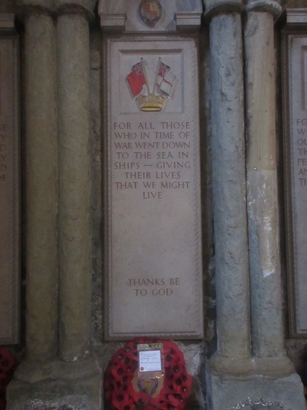 FOR ALL THOSE
WHO IN TIME OF
WAR WENT DOWN
TO THE SEA IN
SHIPS — GIVING
THEIR LIVES
THAT WE MIGHT
LIVE
THANKS BE
TO GOD